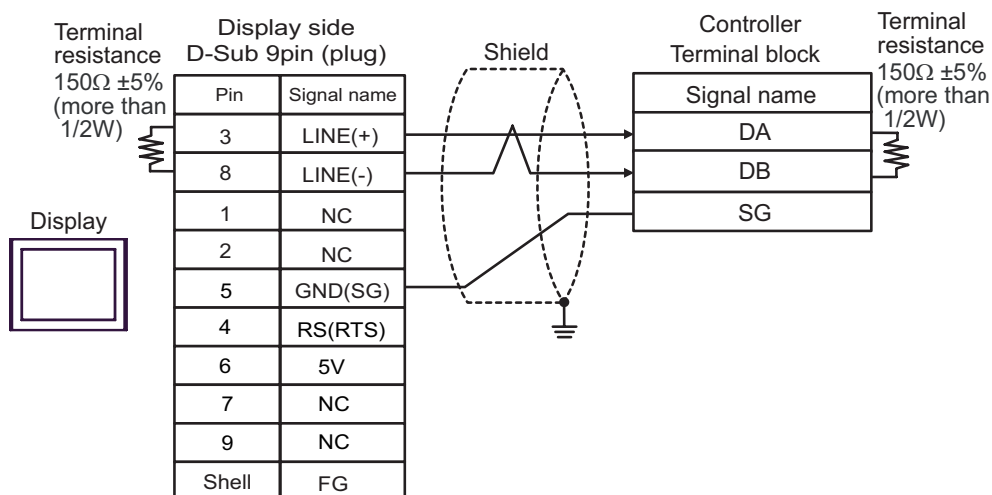 Terminal
resistance
150Ω ±5%
(more than
1/2W)
Display side
D-Sub 9pin (plug)
Shield
Controller
Terminal block
Terminal
resistance
150Ω ±5%
(more than
1/2W)
Pin Signal name
3 LINE(+)
8 LINE(-)
1 NC
2 NC
5 GND(SG)
4 RS(RTS)
6 5V
7 NC
9 NC
Shell FG
Signal name
DA
DB
SG
Display